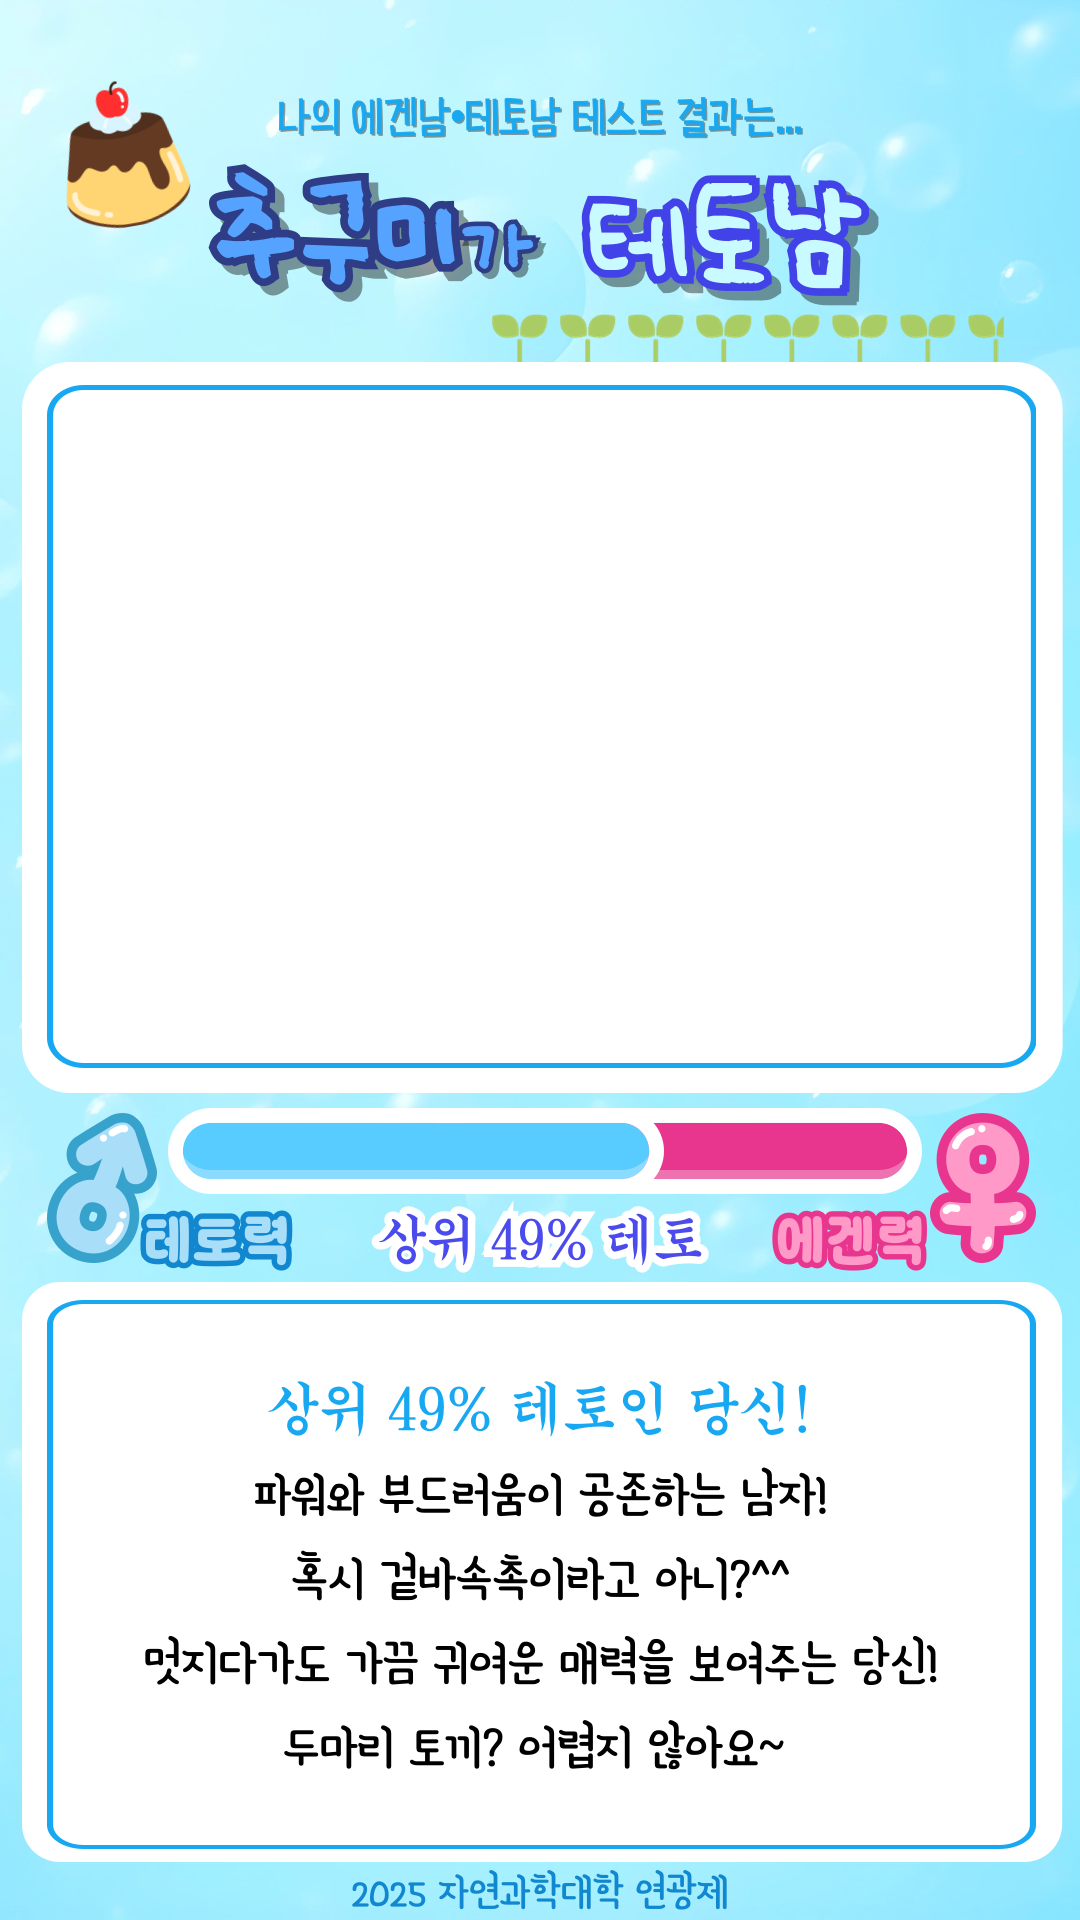 나의 에겐남•테토남 테스트 결과는...
추구미가 테토남
테토력
상위 49% 테토
에겐력
상위 49% 테토인 당신!
파워와 부드러움이 공존하는 남자!
혹시 겉바속촉이라고 아니?^^
멋지다가도 가끔 귀여운 매력을 보여주는 당신!
두마리 토끼? 어렵지 않아요~
2025 자연과학대학 연광제